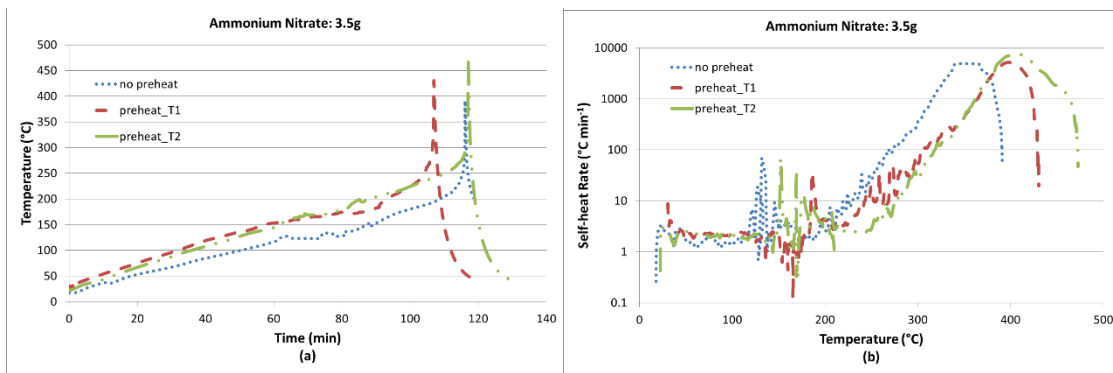 Ammonium Nitrate: 3.5g
500
450
400
350
300
250
200
150
100
50
0
Temperature (°C)
no preheat
preheat_T1
preheat_T2
0 20 40 60 80 100 120 140
Time (min)
(a)
Ammonium Nitrate: 3.5g
10000
1000
100
10
1
0.1
Self-heat Rate (°C min⁻¹)
no preheat
preheat_T1
preheat_T2
0 100 200 300 400 500
Temperature (°C)
(b)